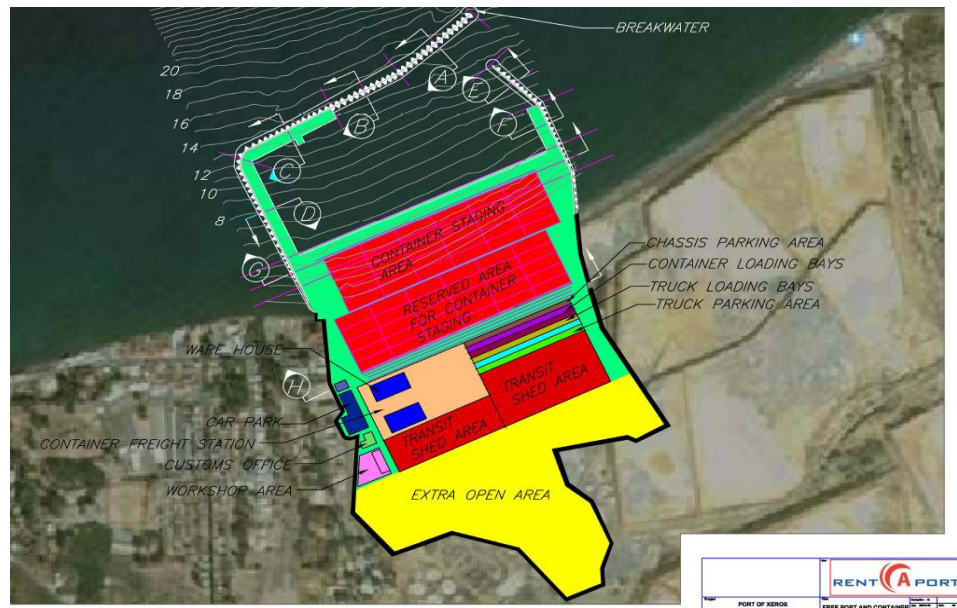 BREAKWATER
20
18
16
14
12
10
8
A
B
C
D
E
F
G
H
CONTAINER STAGING
AREA
RESERVED AREA
FOR CONTAINER
STAGING
CHASSIS PARKING AREA
CONTAINER LOADING BAYS
TRUCK LOADING BAYS
TRUCK PARKING AREA
WARE HOUSE
CAR PARK
CONTAINER FREIGHT STATION
CUSTOMS OFFICE
WORKSHOP AREA
TRANSIT
SHED AREA
TRANSIT
SHED AREA
EXTRA OPEN AREA
RENT A PORT
PORT OF XEROS
FREE PORT AND CONTAINER